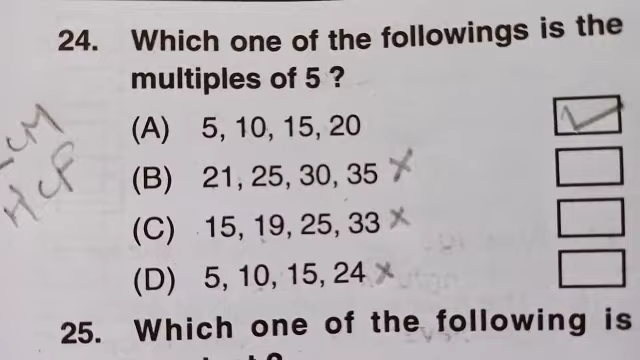 24. Which one of the followings is the
multiples of 5 ?
(A) 5, 10, 15, 20
(B) 21, 25, 30, 35 ×
(C) 15, 19, 25, 33 ×
(D) 5, 10, 15, 24 ×
LCM
HCF
25. Which one of the following is